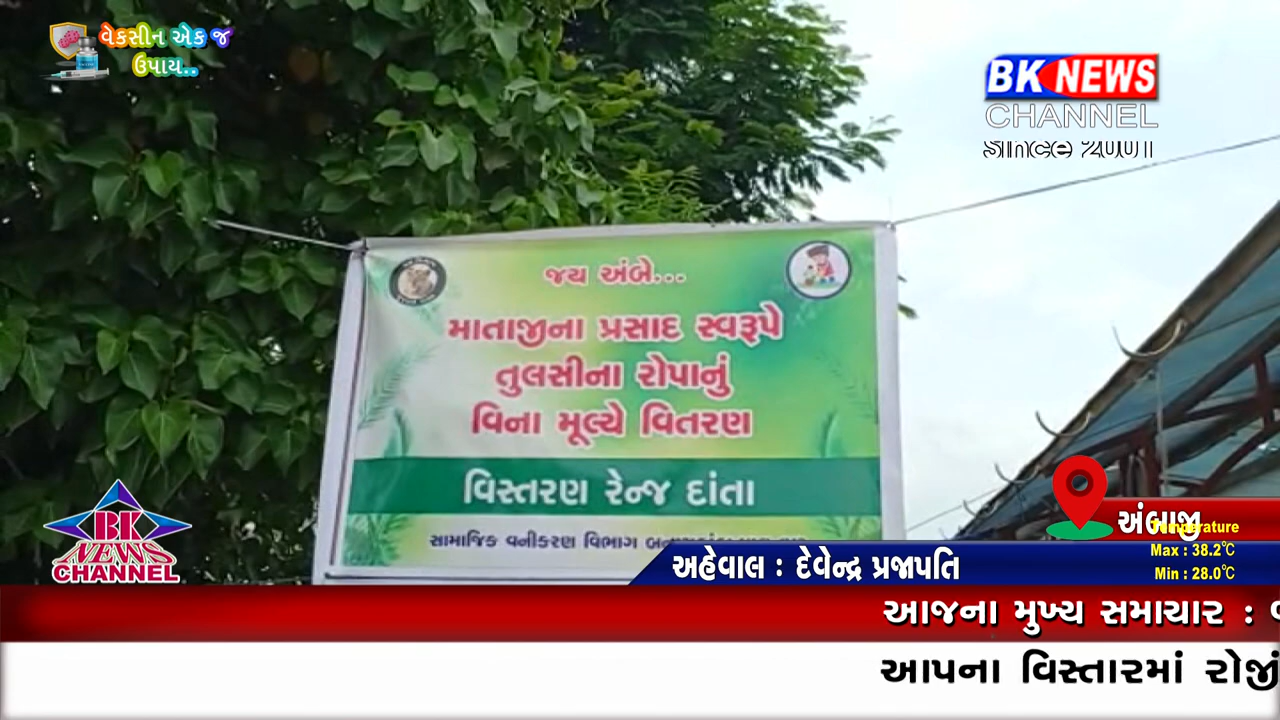 વેકસીન એક જ
ઉપાય..
BK NEWS
CHANNEL
since 2001
જય અંબે...
માતાજીના પ્રસાદ સ્વરૂપે
તુલસીના રોપાનું
વિના મૂલ્યે વિતરણ
વિસ્તરણ રેન્જ દાંતા
સામાજિક વનીકરણ વિભાગ
BK
NEWS
CHANNEL
અંબાજી
Temperature
Max : 38.2℃
Min : 28.0℃
અહેવાલ : દેવેન્દ્ર પ્રજાપતિ
આજના મુખ્ય સમાચાર :
આપના વિસ્તારમાં